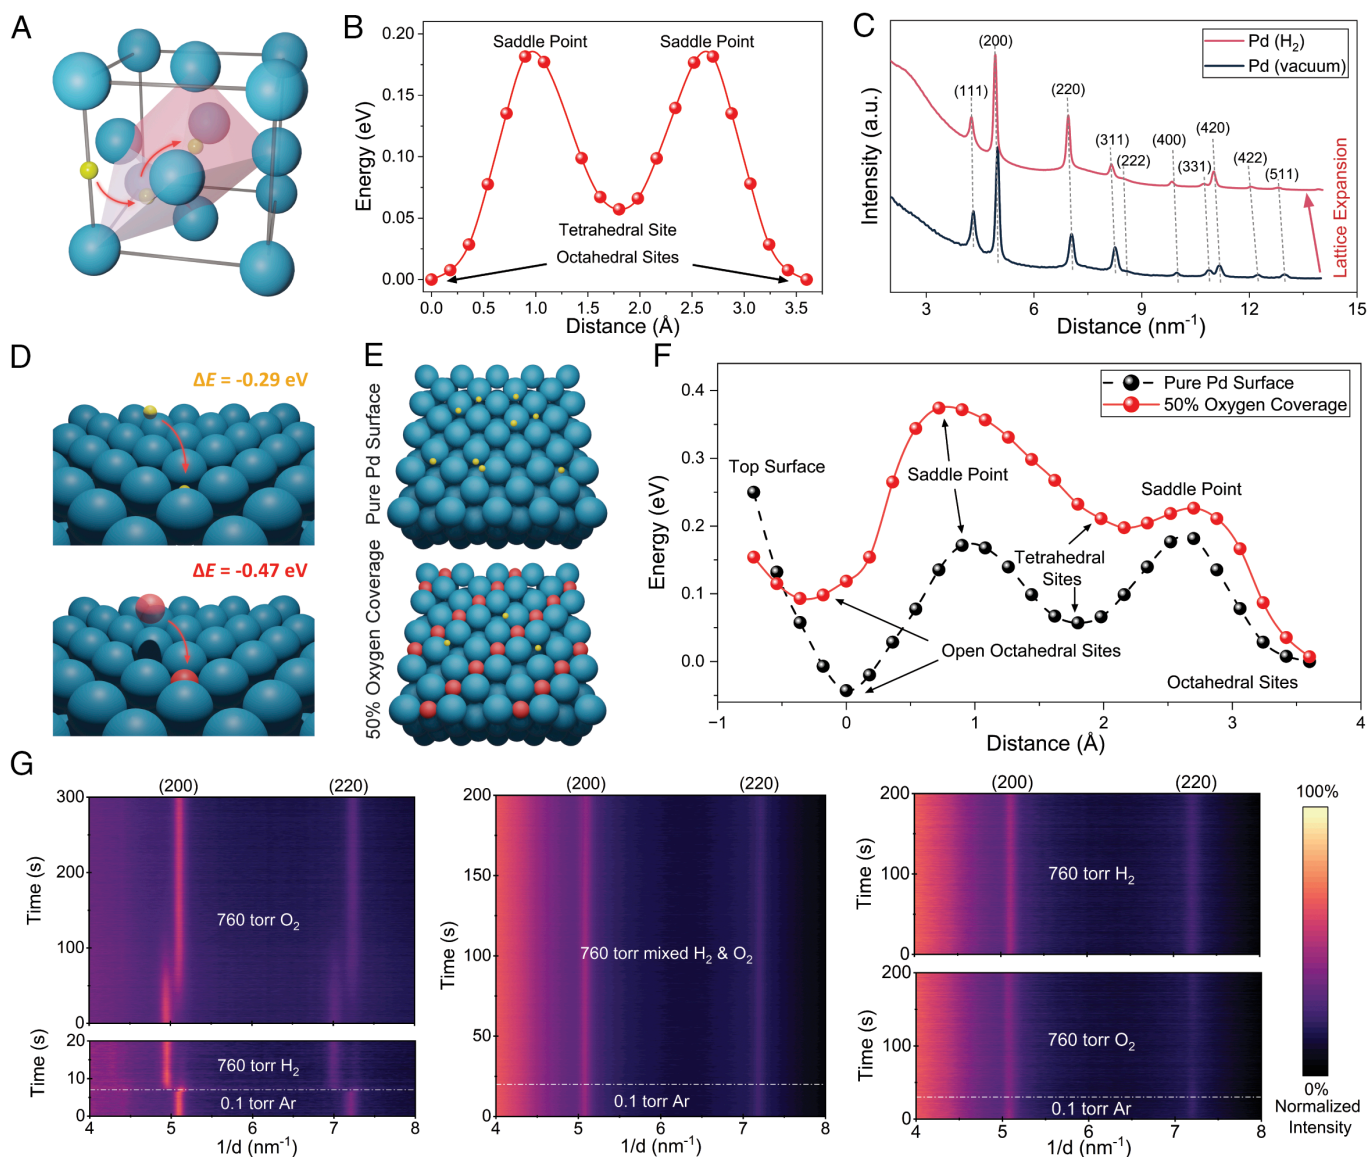 A
B
0.20
0.15
0.10
0.05
0.00
Energy (eV)
Saddle Point
Saddle Point
Tetrahedral Site
Octahedral Sites
0.0
0.5
1.0
1.5
2.0
2.5
3.0
3.5
Distance (Å)
C
Intensity (a.u.)
Pd (H2)
Pd (vacuum)
(111)
(200)
(220)
(311)
(222)
(400)
(331)
(420)
(422)
(511)
Lattice Expansion
3
6
9
12
15
Distance (nm-1)
D
ΔE = -0.29 eV
ΔE = -0.47 eV
E
Pure Pd Surface
50% Oxygen Coverage
F
0.4
0.3
0.2
0.1
0.0
Energy (eV)
Pure Pd Surface
50% Oxygen Coverage
Top Surface
Saddle Point
Saddle Point
Tetrahedral
Sites
Open Octahedral Sites
Octahedral Sites
−1
0
1
2
3
4
Distance (Å)
G
(200)
(220)
300
200
100
0
Time (s)
760 torr O2
20
10
0
Time (s)
760 torr H2
0.1 torr Ar
4
5
6
7
8
1/d (nm-1)
(200)
(220)
200
150
100
50
0
Time (s)
760 torr mixed H2 & O2
0.1 torr Ar
4
5
6
7
8
1/d (nm-1)
(200)
(220)
200
100
0
Time (s)
760 torr H2
200
100
0
Time (s)
760 torr O2
0.1 torr Ar
4
5
6
7
8
1/d (nm-1)
100%
0%
Normalized
Intensity